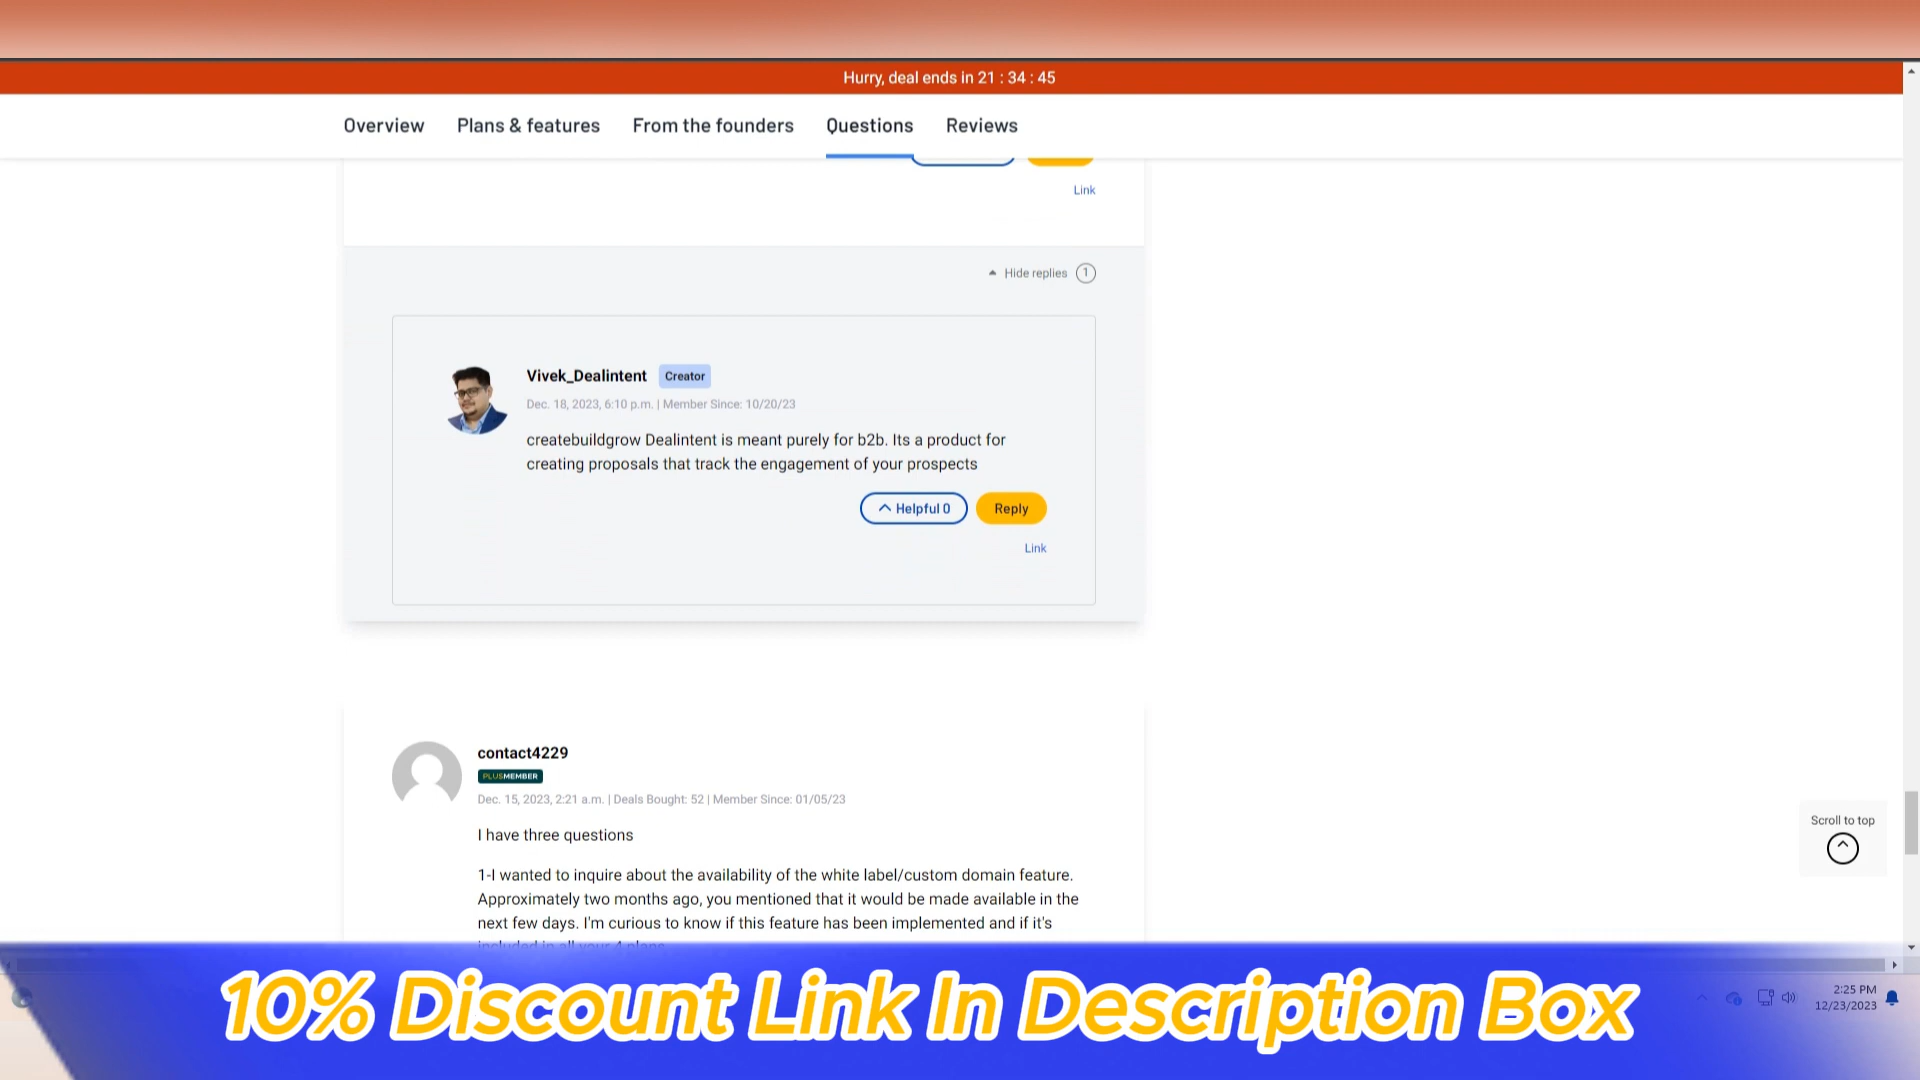 Hurry, deal ends in 21 : 34 : 45
Overview Plans & features From the founders Questions Reviews
Link
Hide replies 1
Vivek_Dealintent Creator
Dec. 18, 2023, 6:10 p.m. | Member Since: 10/20/23
createbuildgrow Dealintent is meant purely for b2b. Its a product for
creating proposals that track the engagement of your prospects
Helpful 0 Reply
Link
contact4229
PLUSMEMBER
Dec. 15, 2023, 2:21 a.m. | Deals Bought: 52 | Member Since: 01/05/23
I have three questions
Scroll to top
1-I wanted to inquire about the availability of the white label/custom domain feature.
Approximately two months ago, you mentioned that it would be made available in the
next few days. I'm curious to know if this feature has been implemented and if it's
included in all your 4 plans
10% Discount Link In Description Box
2:25 PM
12/23/2023